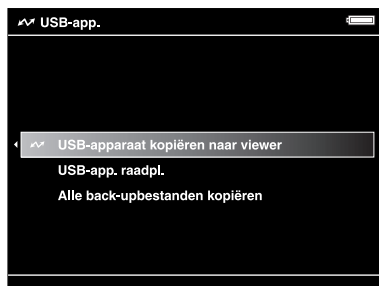 USB-app.
USB-apparaat kopiëren naar viewer
USB-app. raadpl.
Alle back-upbestanden kopiëren